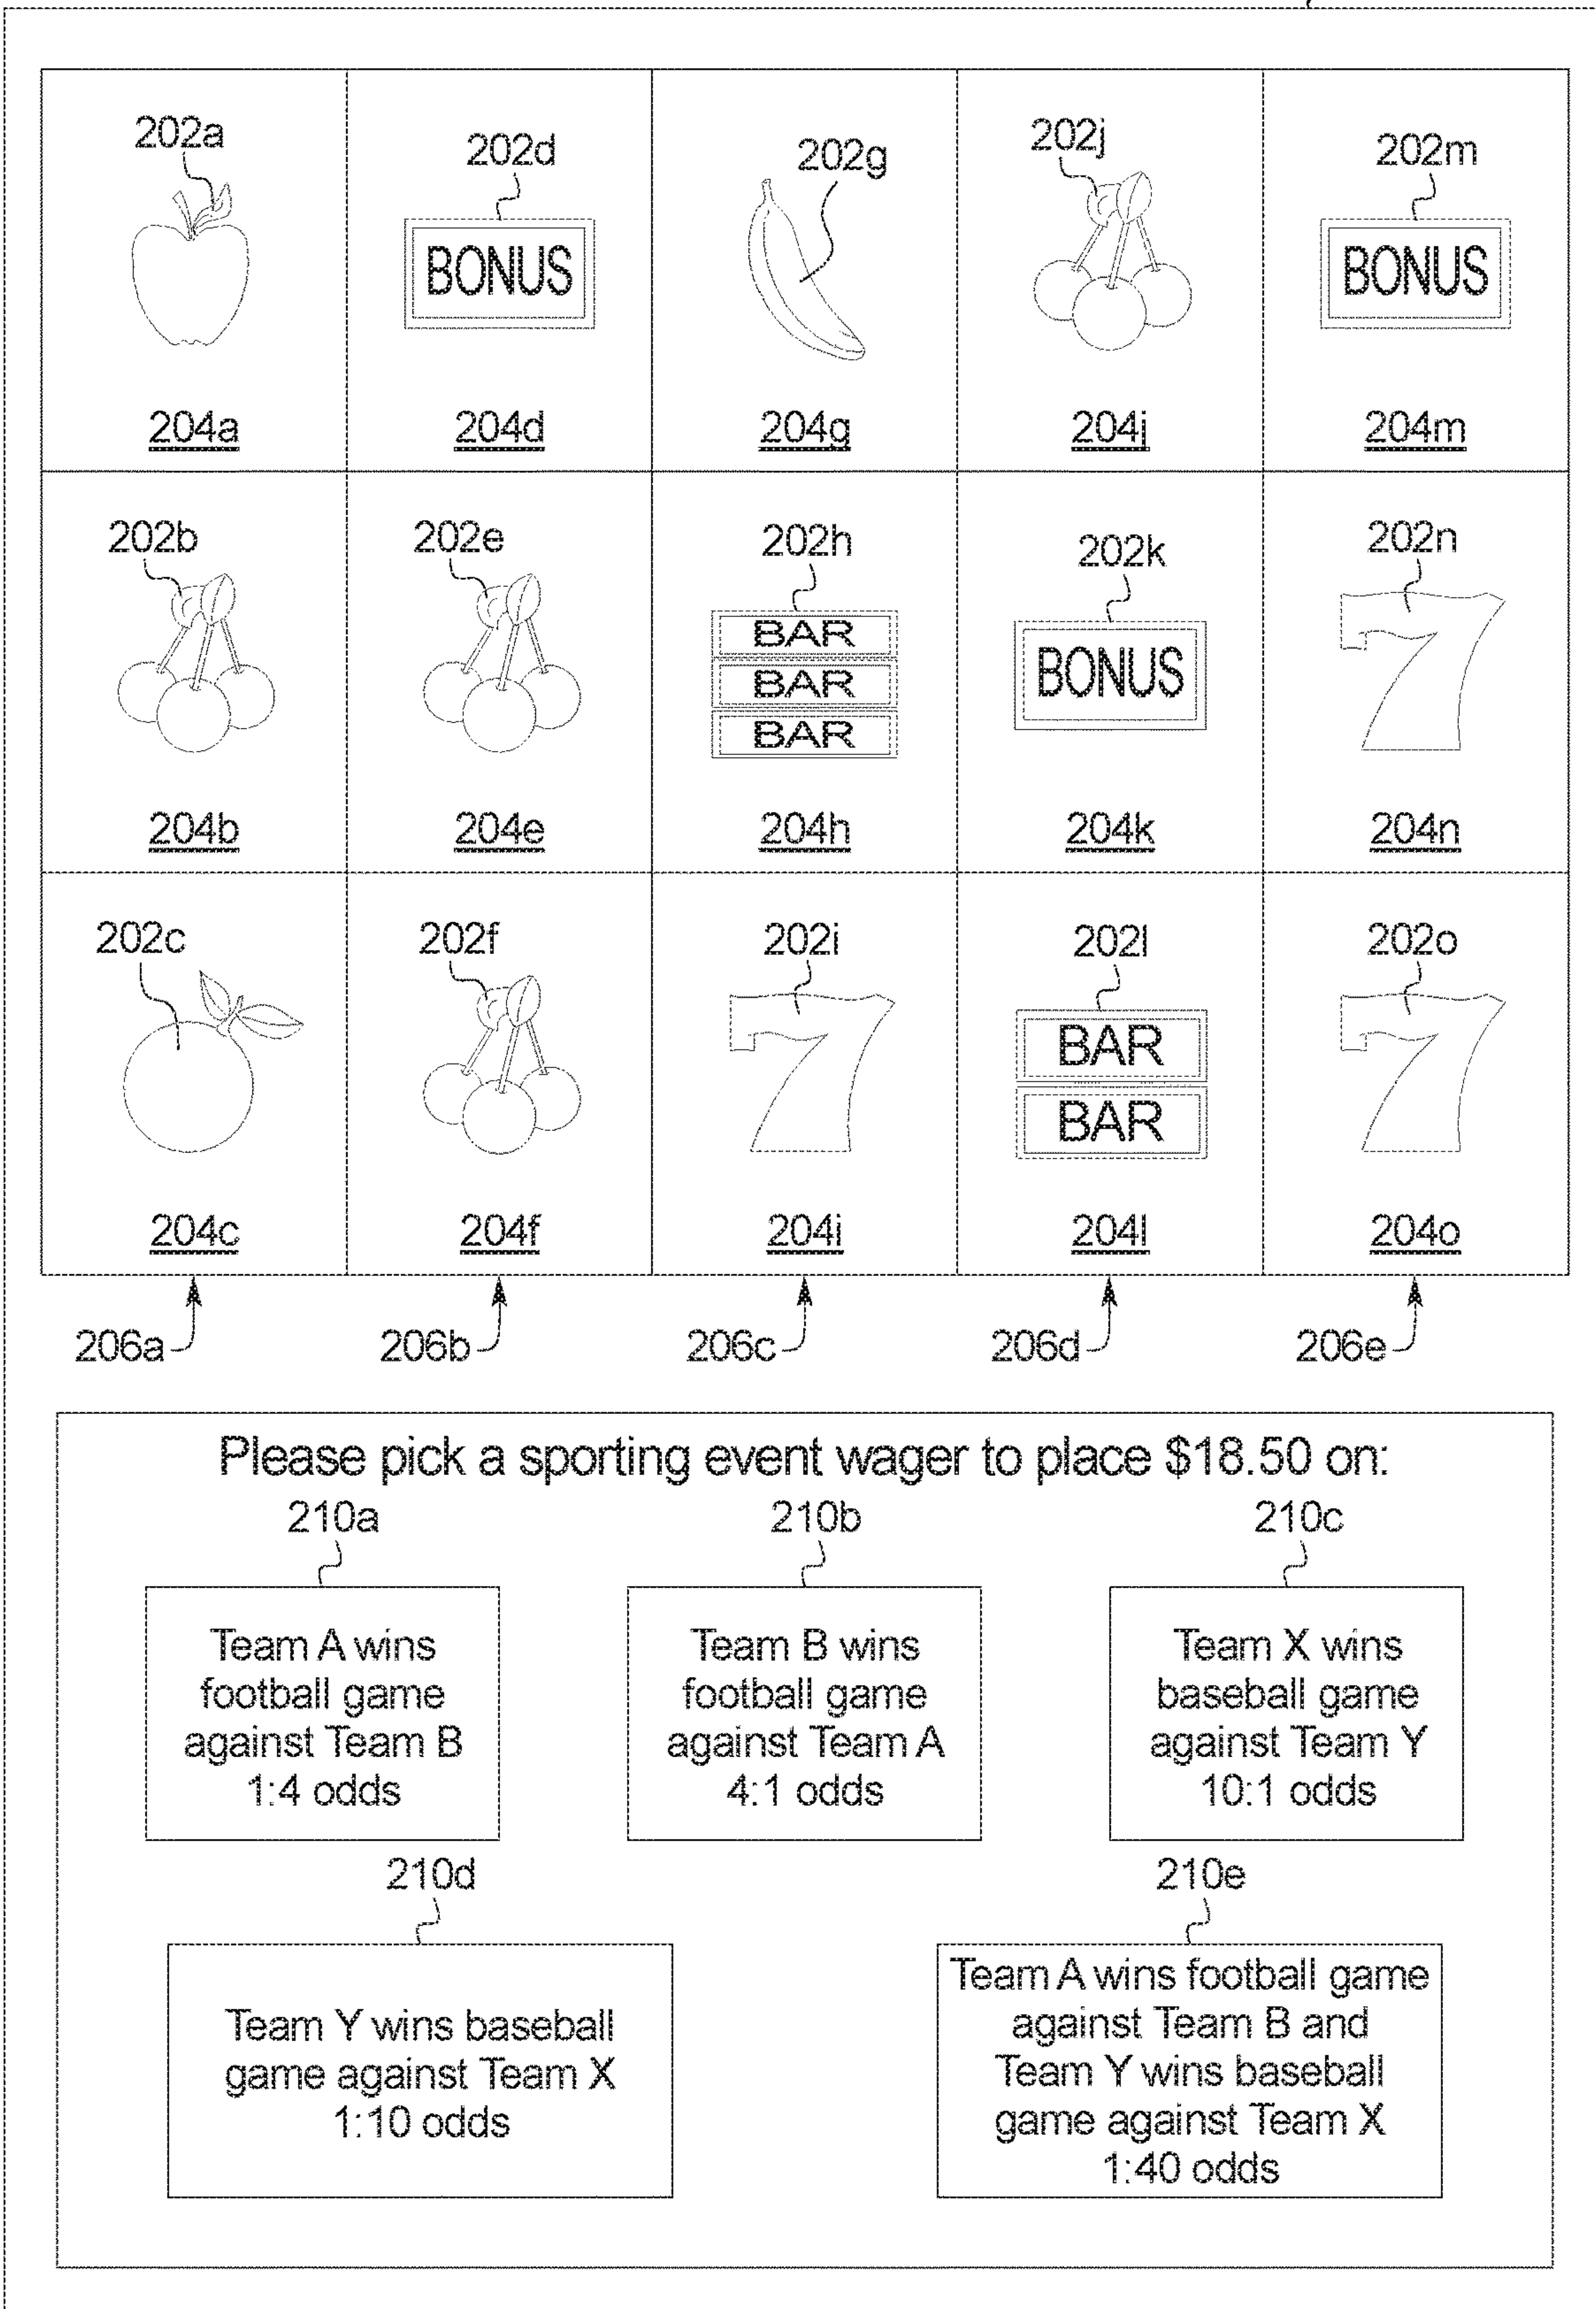 202a
202d
202g
202j
202m
BONUS
BONUS
204a
204d
204g
204j
204m
202b
202e
202h
202k
202n
BAR
BAR
BAR
BONUS
204b
204e
204h
204k
204n
202c
202f
202i
202l
202o
BAR
BAR
204c
204f
204i
204l
204o
206a
206b
206c
206d
206e
Please pick a sporting event wager to place $18.50 on:
210a
210b
210c
Team A wins
football game
against Team B
1:4 odds
Team B wins
football game
against Team A
4:1 odds
Team X wins
baseball game
against Team Y
10:1 odds
210d
210e
Team Y wins baseball
game against Team X
1:10 odds
Team A wins football game
against Team B and
Team Y wins baseball
game against Team X
1:40 odds